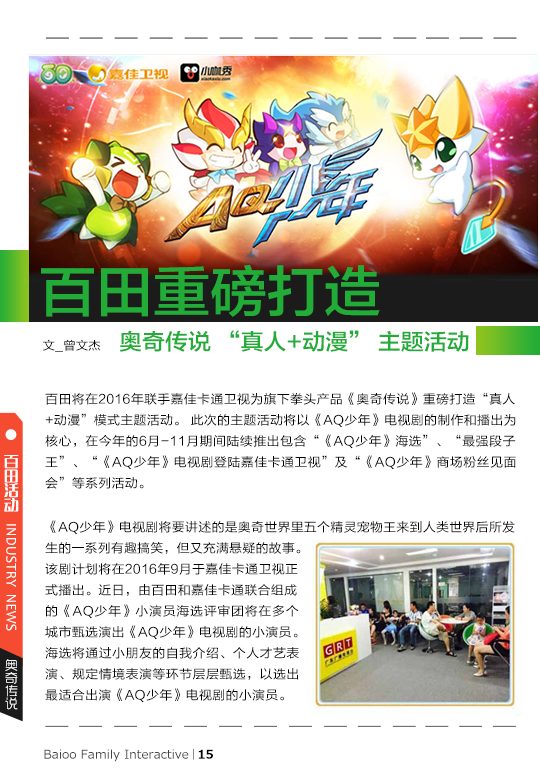 嘉佳卫视
小咖秀
xiaokaxiu.com
AQ少年
百田重磅打造
文_曾文杰
奥奇传说 “真人+动漫” 主题活动
百田将在2016年联手嘉佳卡通卫视为旗下拳头产品《奥奇传说》重磅打造“真人
+动漫”模式主题活动。 此次的主题活动将以《AQ少年》电视剧的制作和播出为
核心，在今年的6月-11月期间陆续推出包含“《AQ少年》海选”、“最强段子
王”、“《AQ少年》电视剧登陆嘉佳卡通卫视”及“《AQ少年》商场粉丝见面
会”等系列活动。
《AQ少年》电视剧将要讲述的是奥奇世界里五个精灵宠物王来到人类世界后所发
生的一系列有趣搞笑，但又充满悬疑的故事。
该剧计划将在2016年9月于嘉佳卡通卫视正
式播出。近日，由百田和嘉佳卡通联合组成
的《AQ少年》小演员海选评审团将在多个
城市甄选演出《AQ少年》电视剧的小演员。
海选将通过小朋友的自我介绍、个人才艺表
演、规定情境表演等环节层层甄选，以选出
最适合出演《AQ少年》电视剧的小演员。
GRT
百田活动
INDUSTRY NEWS
奥奇传说
Baioo Family Interactive | 15